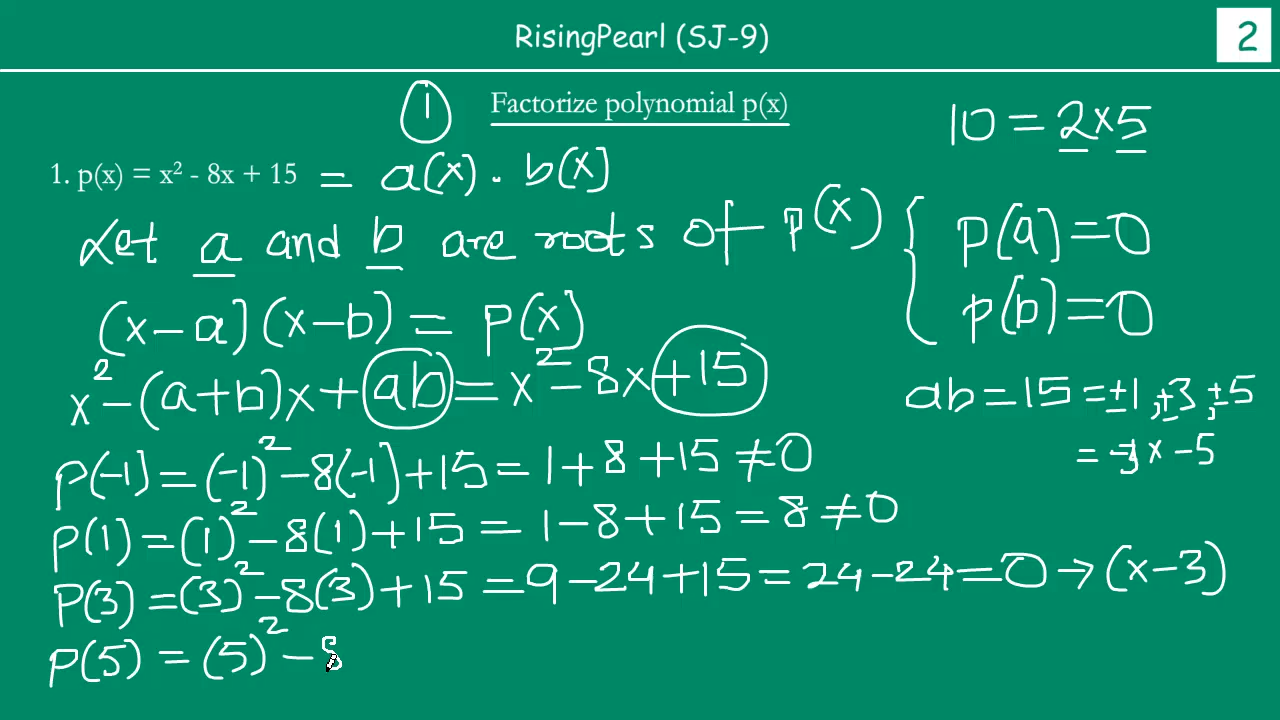 RisingPearl (SJ-9)
2
1
Factorize polynomial p(x)
10 = 2 × 5
1. p(x) = x² - 8x + 15 = a(x) · b(x)
Let a and b are roots of p(x) { p(a) = 0
p(b) = 0
(x - a)(x - b) = p(x)
x² - (a+b)x + ab = x² - 8x + 15
ab = 15 = ±1, ±3, ±5
= -3 × -5
P(-1) = (-1)² - 8(-1) + 15 = 1 + 8 + 15 ≠ 0
P(1) = (1)² - 8(1) + 15 = 1 - 8 + 15 = 8 ≠ 0
P(3) = (3)² - 8(3) + 15 = 9 - 24 + 15 = 24 - 24 = 0 → (x - 3)
P(5) = (5)² - 8